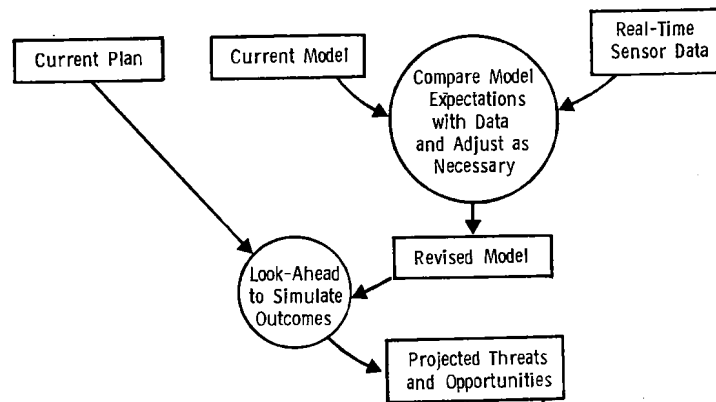 Current Plan
Current Model
Real-Time
Sensor Data
Compare Model
Expectations
with Data
and Adjust as
Necessary
Revised Model
Look-Ahead
to Simulate
Outcomes
Projected Threats
and Opportunities